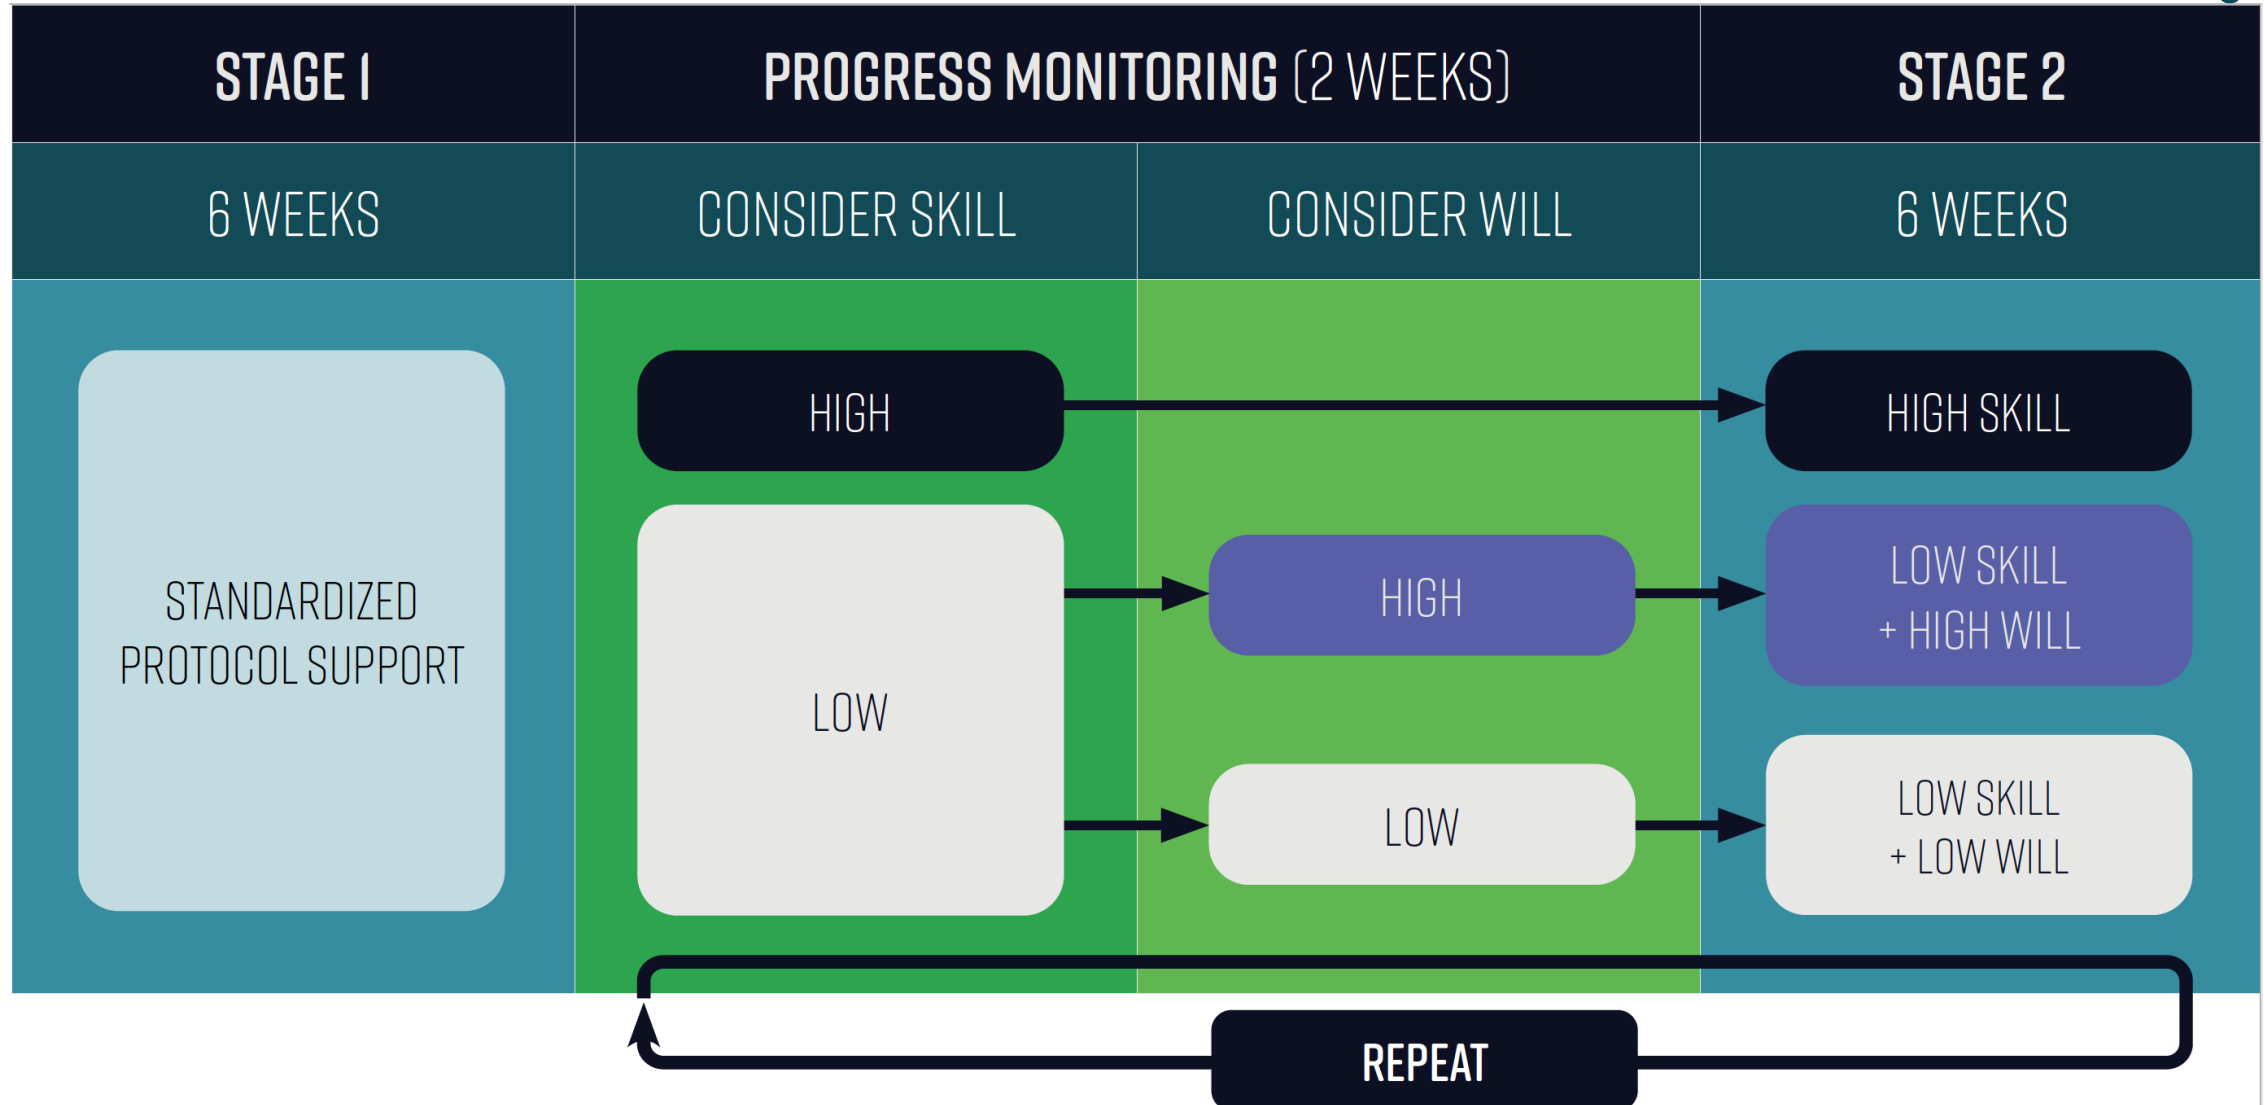 STAGE 1
PROGRESS MONITORING (2 WEEKS)
STAGE 2
6 WEEKS
CONSIDER SKILL
CONSIDER WILL
6 WEEKS
STANDARDIZED
PROTOCOL SUPPORT
HIGH
LOW
HIGH
LOW
HIGH SKILL
LOW SKILL
+ HIGH WILL
LOW SKILL
+ LOW WILL
REPEAT